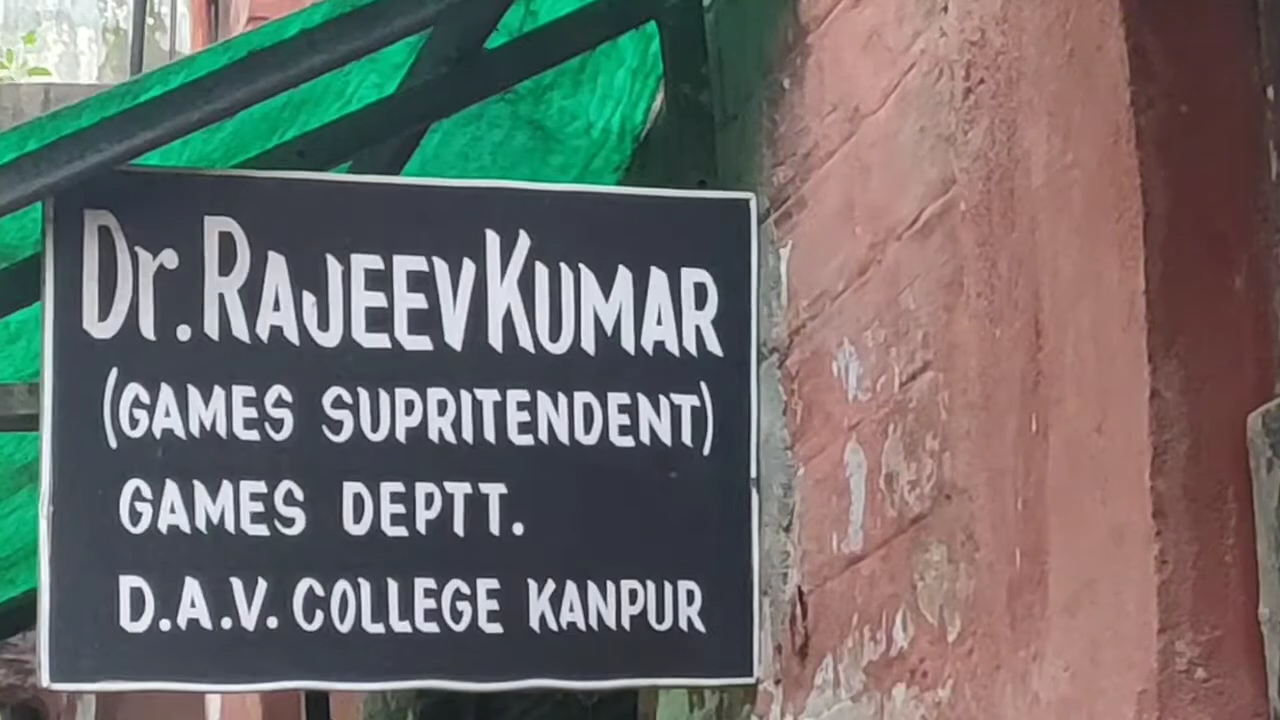 Dr. RAJEEV KUMAR
(GAMES SUPRITENDENT)
GAMES DEPTT.
D.A.V. COLLEGE KANPUR